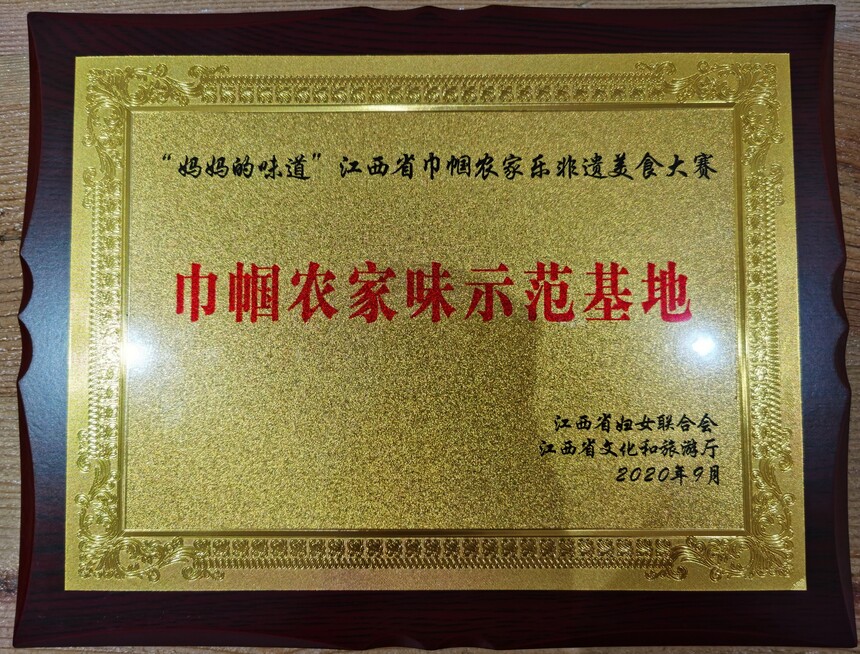 “妈妈的味道”江西省巾帼农家乐非遗美食大赛
巾帼农家味示范基地
江西省妇女联合会
江西省文化和旅游厅
2020年9月